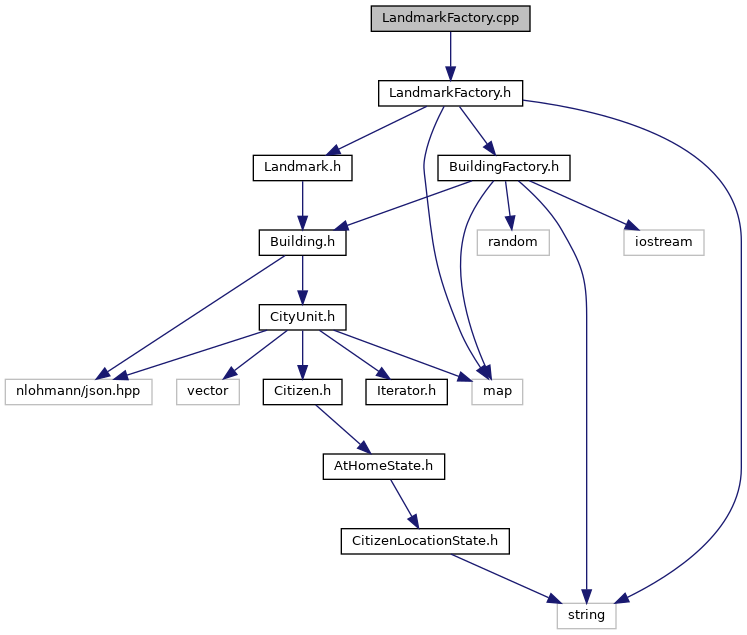 LandmarkFactory.cpp
LandmarkFactory.h
Landmark.h
BuildingFactory.h
Building.h
random
iostream
CityUnit.h
nlohmann/json.hpp
vector
Citizen.h
Iterator.h
map
AtHomeState.h
CitizenLocationState.h
string